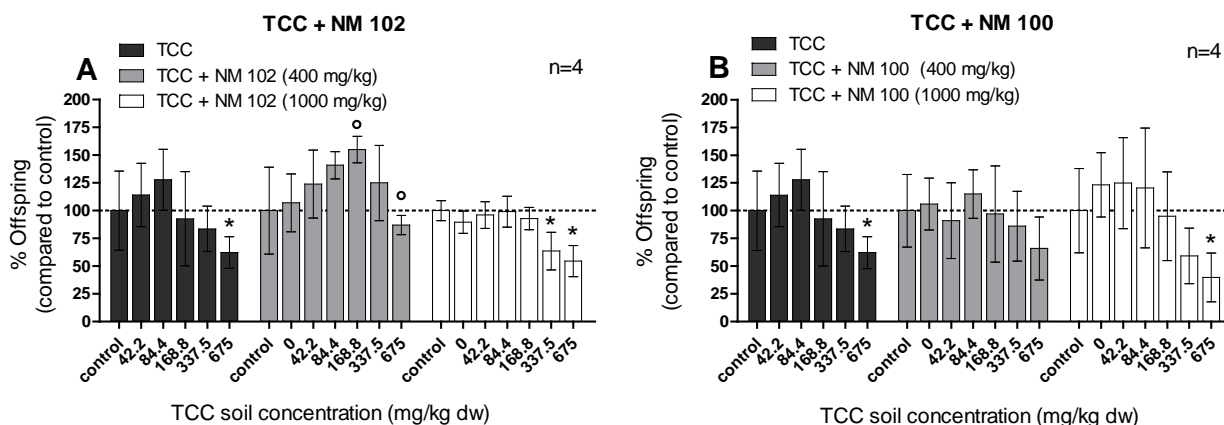 TCC + NM 102
A
TCC
TCC + NM 102 (400 mg/kg)
TCC + NM 102 (1000 mg/kg)
n=4
% Offspring
(compared to control)
200
175
150
125
100
75
50
25
0
o
o
*
*
*
control
42.2
84.4
168.8
337.5
675
control
0
42.2
84.4
168.8
337.5
675
control
0
42.2
84.4
168.8
337.5
675
TCC soil concentration (mg/kg dw)
TCC + NM 100
B
TCC
TCC + NM 100 (400 mg/kg)
TCC + NM 100 (1000 mg/kg)
n=4
% Offspring
(compared to control)
200
175
150
125
100
75
50
25
0
*
*
control
42.2
84.4
168.8
337.5
675
control
0
42.2
84.4
168.8
337.5
675
control
0
42.2
84.4
168.8
337.5
675
TCC soil concentration (mg/kg dw)